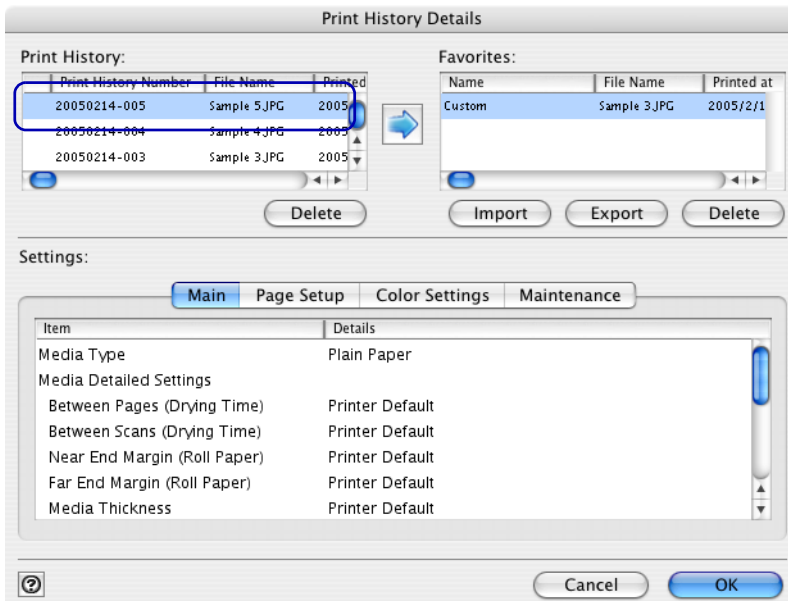 Print History Details
Print History: Favorites:
Print History Number File Name Printed Name File Name Printed at
20050214-005 Sample 5.JPG 2005 Custom Sample 3.JPG 2005/2/1
20050214-004 Sample 4.JPG 2005
20050214-003 Sample 3.JPG 2005
Delete Import Export Delete
Settings:
Main Page Setup Color Settings Maintenance
Item Details
Media Type Plain Paper
Media Detailed Settings
Between Pages (Drying Time) Printer Default
Between Scans (Drying Time) Printer Default
Near End Margin (Roll Paper) Printer Default
Far End Margin (Roll Paper) Printer Default
Media Thickness Printer Default
? Cancel OK